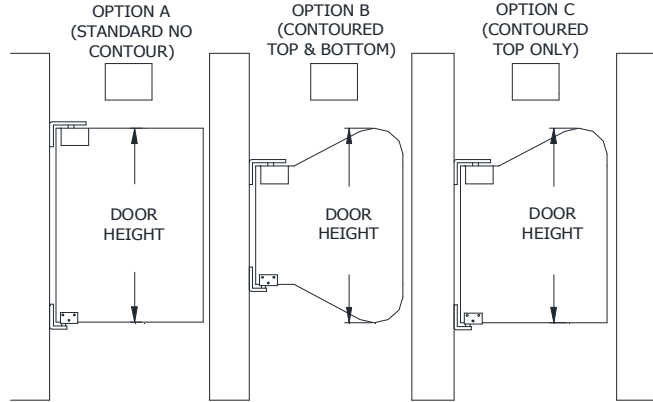 OPTION A
(STANDARD NO
CONTOUR)
OPTION B
(CONTOURED
TOP & BOTTOM)
OPTION C
(CONTOURED
TOP ONLY)
DOOR
HEIGHT
DOOR
HEIGHT
DOOR
HEIGHT